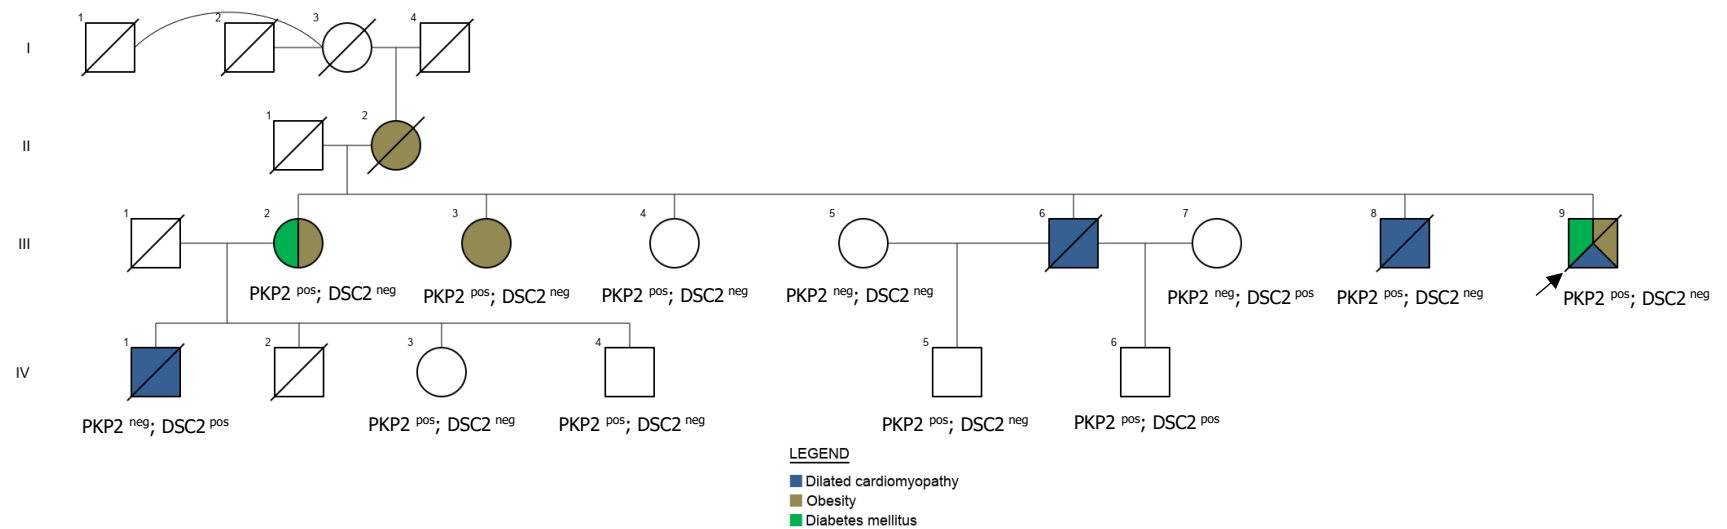 1 2 3 4
I
1 2
II
1 2 3 4 5 6 7 8 9
III
PKP2 pos; DSC2 neg PKP2 pos; DSC2 neg PKP2 pos; DSC2 neg PKP2 neg; DSC2 neg PKP2 neg; DSC2 pos PKP2 pos; DSC2 neg PKP2 pos; DSC2 neg
1 2 3 4 5 6
IV
PKP2 neg; DSC2 pos PKP2 pos; DSC2 neg PKP2 pos; DSC2 neg PKP2 pos; DSC2 neg PKP2 pos; DSC2 pos
LEGEND
Dilated cardiomyopathy
Obesity
Diabetes mellitus